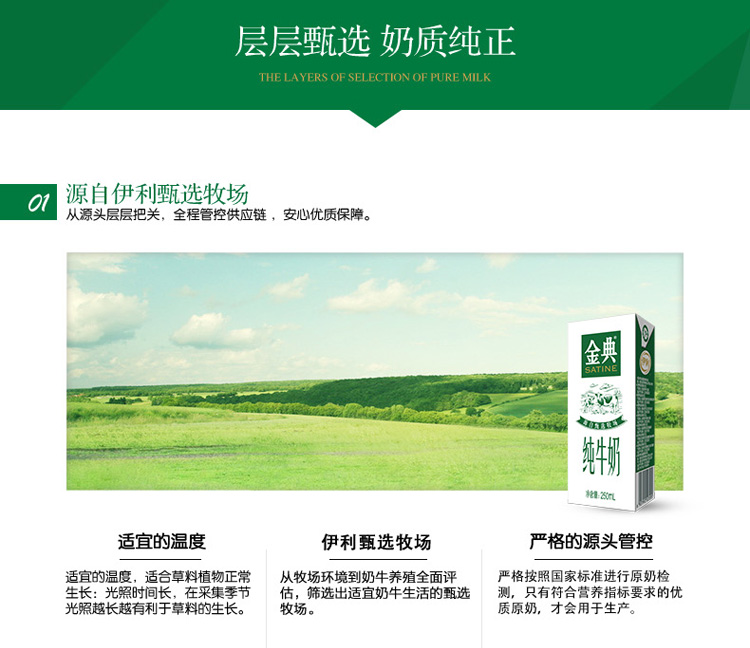 层层甄选 奶质纯正
THE LAYERS OF SELECTION OF PURE MILK
01
源自伊利甄选牧场
从源头层层把关，全程管控供应链，安心优质保障。
金典
SATINE
源自甄选牧场
纯牛奶
净含量: 250mL
适宜的温度
适宜的温度，适合草料植物正常
生长；光照时间长，在采集季节
光照越长越有利于草料的生长。
伊利甄选牧场
从牧场环境到奶牛养殖全面评
估，筛选出适宜奶牛生活的甄选
牧场。
严格的源头管控
严格按照国家标准进行原奶检
测，只有符合营养指标要求的优
质原奶，才会用于生产。